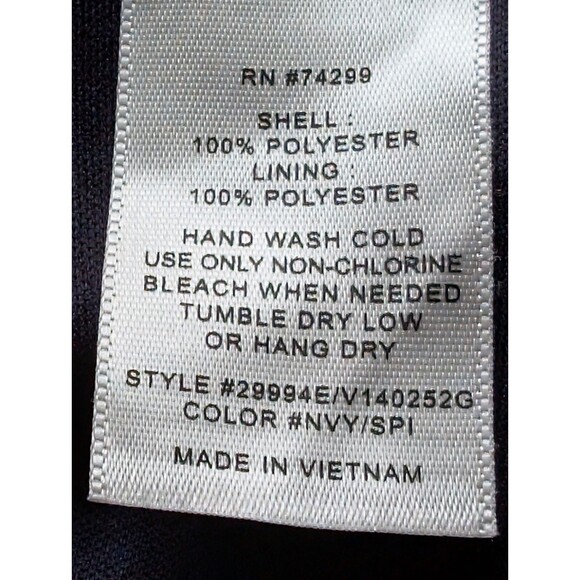 RN #74299
SHELL :
100% POLYESTER
LINING :
100% POLYESTER
HAND WASH COLD
USE ONLY NON-CHLORINE
BLEACH WHEN NEEDED
TUMBLE DRY LOW
OR HANG DRY
STYLE #29994E/V140252G
COLOR #NVY/SPI
MADE IN VIETNAM